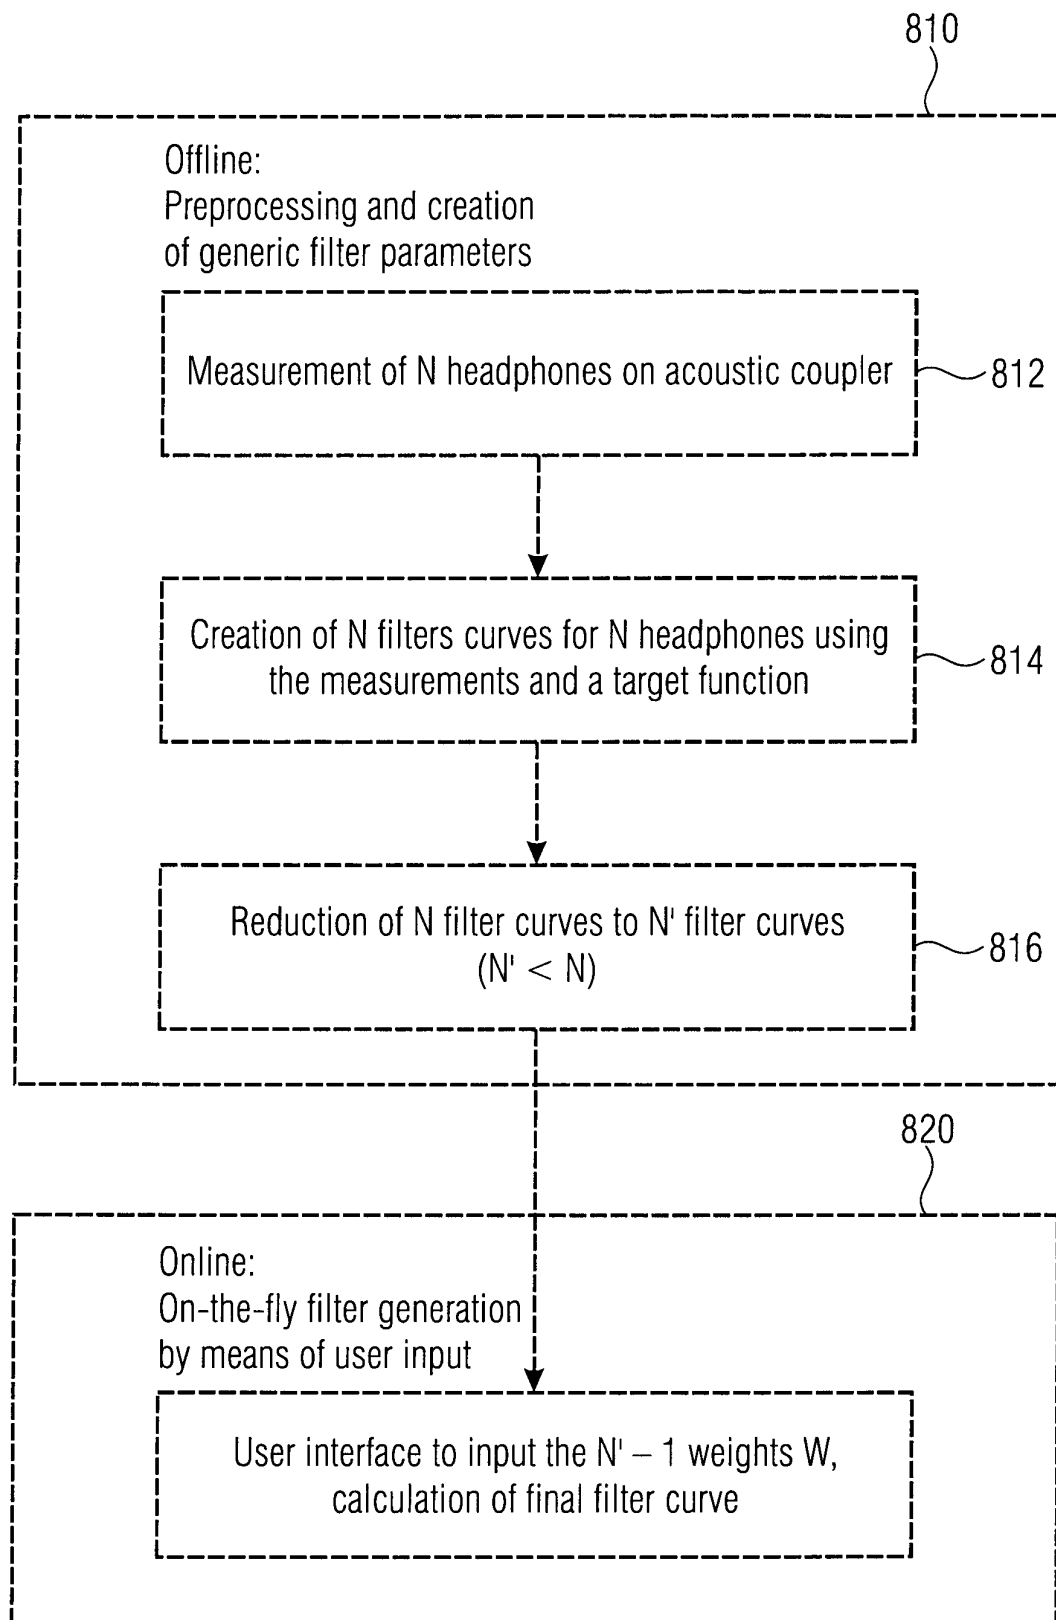 810
Offline:
Preprocessing and creation
of generic filter parameters
Measurement of N headphones on acoustic coupler
812
Creation of N filters curves for N headphones using
the measurements and a target function
814
Reduction of N filter curves to N' filter curves
(N' < N)
816
820
Online:
On-the-fly filter generation
by means of user input
User interface to input the N' – 1 weights W,
calculation of final filter curve